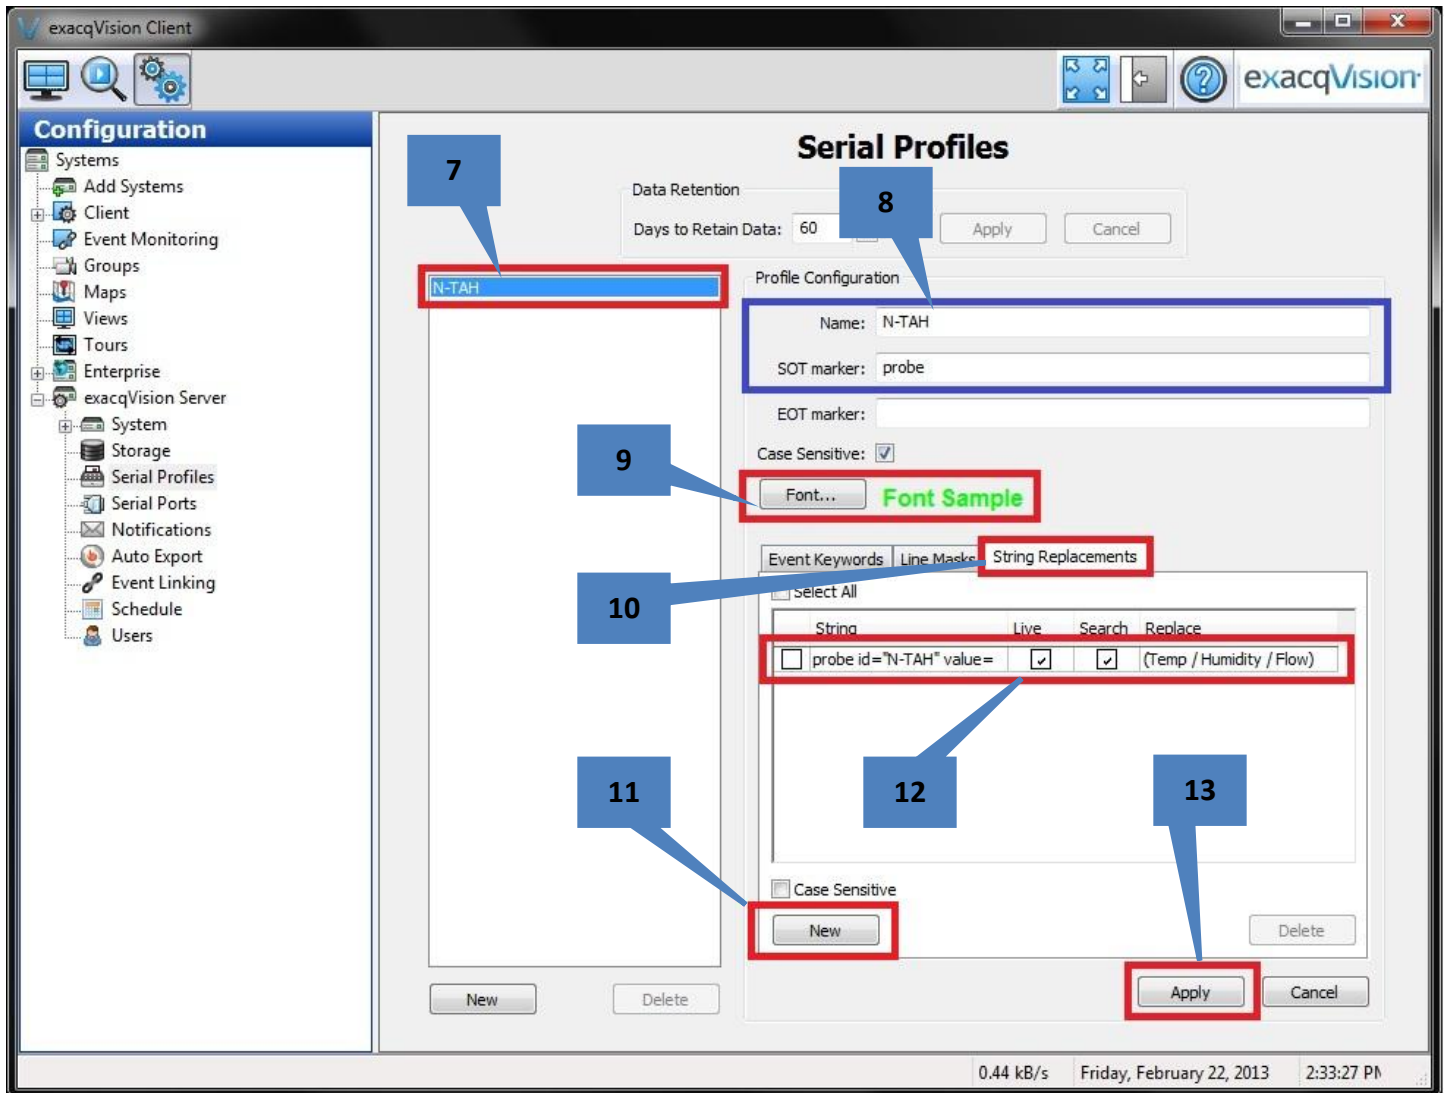 exacqVision Client
exacqVision
Configuration
Systems
Add Systems
Client
Event Monitoring
Groups
Maps
Views
Tours
Enterprise
exacqVision Server
System
Storage
Serial Profiles
Serial Ports
Notifications
Auto Export
Event Linking
Schedule
Users
Serial Profiles
7
8
Data Retention
Days to Retain Data: 60 Apply Cancel
N-TAH
New Delete
Profile Configuration
Name: N-TAH
SOT marker: probe
EOT marker:
Case Sensitive:
9
Font... Font Sample
Event Keywords Line Masks String Replacements
10
Select All
String Live Search Replace
probe id="N-TAH" value= (Temp / Humidity / Flow)
11
12
13
Case Sensitive
New Delete
Apply Cancel
0.44 kB/s Friday, February 22, 2013 2:33:27